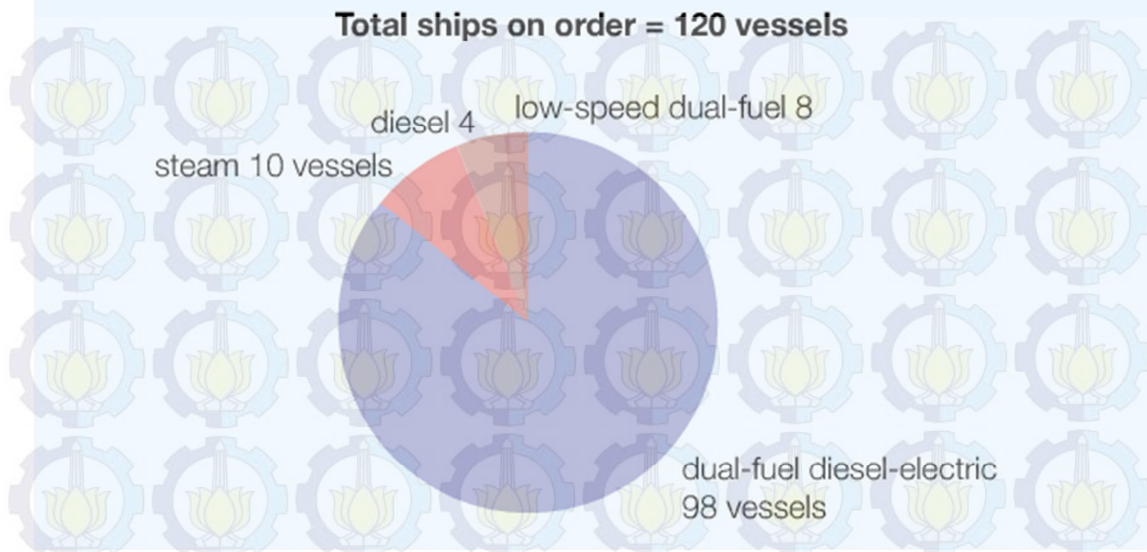 Total ships on order = 120 vessels
low-speed dual-fuel 8
diesel 4
steam 10 vessels
dual-fuel diesel-electric
98 vessels